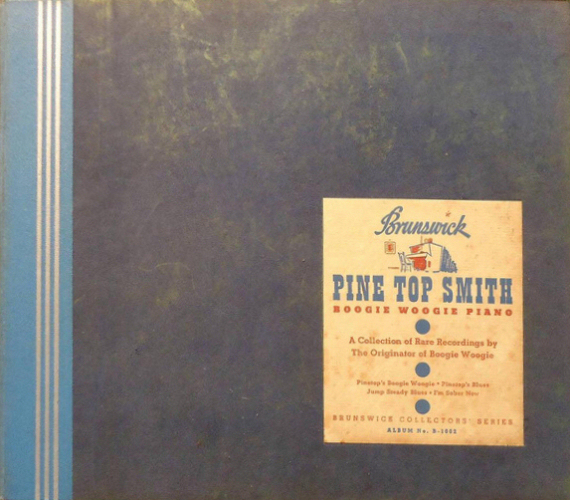 Brunswick
PINE TOP SMITH
BOOGIE WOOGIE PIANO
A Collection of Rare Recordings by
The Originator of Boogie Woogie
Pinetop's Boogie Woogie • Pinetop's Blues
Jump Steady Blues • I'm Sober Now
BRUNSWICK COLLECTORS' SERIES
ALBUM No. B-1002